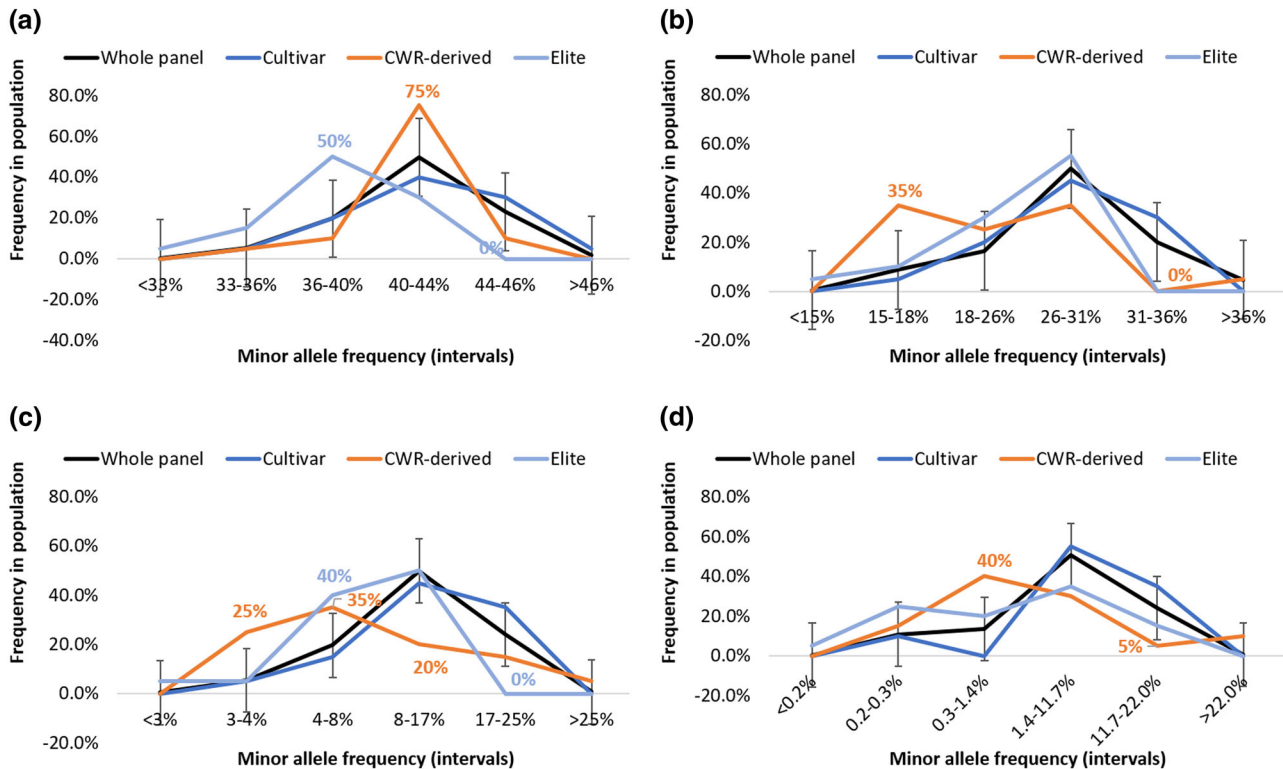 (a)
Whole panel Cultivar CWR-derived Elite
Frequency in population
80.0%
60.0%
40.0%
20.0%
0.0%
-20.0%
-40.0%
75%
50%
0%
<33% 33-36% 36-40% 40-44% 44-46% >46%
Minor allele frequency (intervals)
(b)
Whole panel Cultivar CWR-derived Elite
Frequency in population
80.0%
60.0%
40.0%
20.0%
0.0%
-20.0%
35%
0%
<15% 15-18% 18-26% 26-31% 31-36% >36%
Minor allele frequency (intervals)
(c)
Whole panel Cultivar CWR-derived Elite
Frequency in population
80.0%
60.0%
40.0%
20.0%
0.0%
-20.0%
40%
25%
35%
20%
0%
<3% 3-4% 4-8% 8-17% 17-25% >25%
Minor allele frequency (intervals)
(d)
Whole panel Cultivar CWR-derived Elite
Frequency in population
80.0%
60.0%
40.0%
20.0%
0.0%
-20.0%
40%
5%
<0.2% 0.2-0.3% 0.3-1.4% 1.4-11.7% 11.7-22.0% >22.0%
Minor allele frequency (intervals)